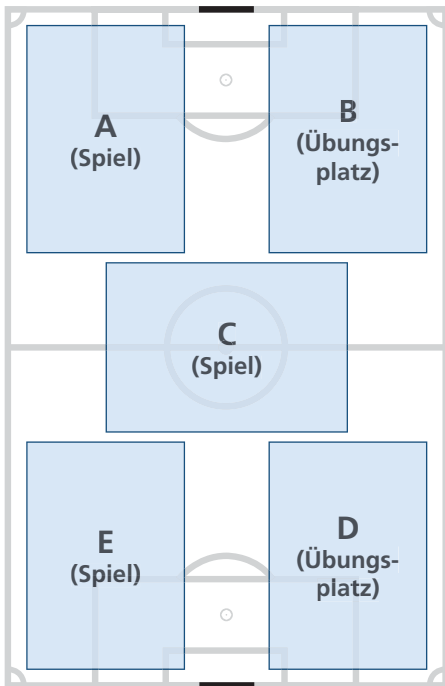 A
(Spiel)
B
(Übungs-
platz)
C
(Spiel)
E
(Spiel)
D
(Übungs-
platz)